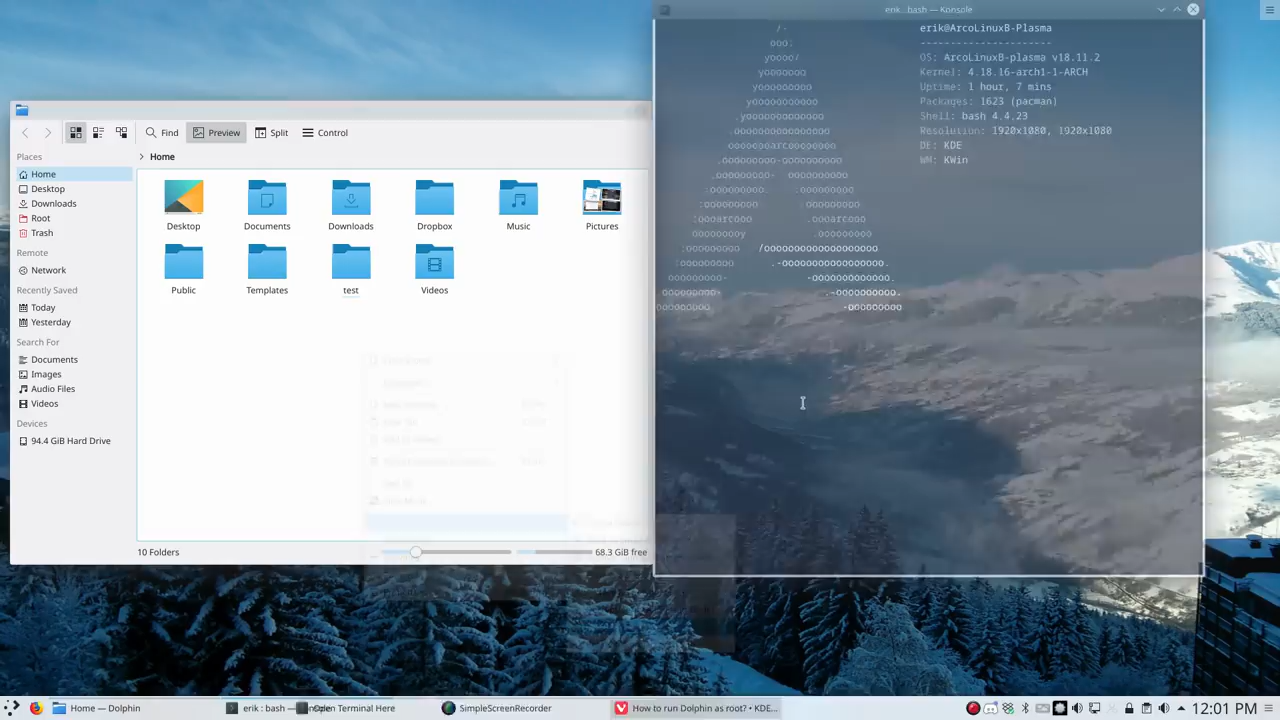 erik : bash — Konsole
erik@ArcoLinuxB-Plasma
----------------------
OS: ArcoLinuxB-plasma v18.11.2
Kernel: 4.18.16-arch1-1-ARCH
Uptime: 1 hour, 7 mins
Packages: 1623 (pacman)
Shell: bash 4.4.23
Resolution: 1920x1080, 1920x1080
DE: KDE
WM: KWin
Find
Preview
Split
Control
Places
Home
Desktop
Downloads
Root
Trash
Remote
Network
Recently Saved
Today
Yesterday
Search For
Documents
Images
Audio Files
Videos
Devices
94.4 GiB Hard Drive
Home
Desktop
Documents
Downloads
Dropbox
Music
Pictures
Public
Templates
test
Videos
10 Folders
68.3 GiB free
Home — Dolphin
erik : bash —
Open Terminal Here
SimpleScreenRecorder
How to run Dolphin as root? • KDE...
12:01 PM